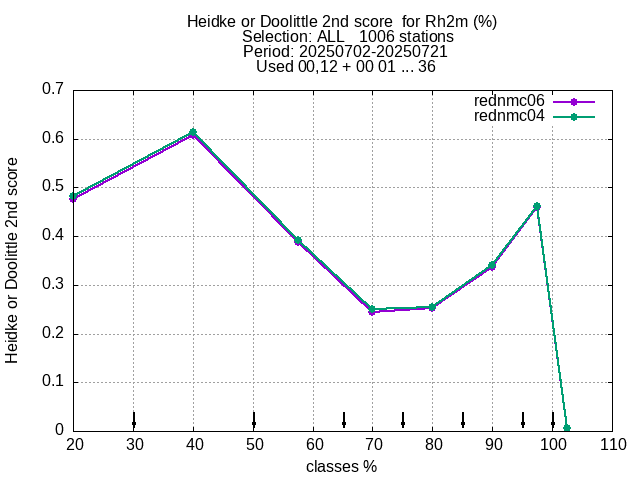 Heidke or Doolittle 2nd score  for Rh2m (%)
Selection: ALL   1006 stations
Period: 20250702-20250721
Used 00,12 + 00 01 ... 36
rednmc06
rednmc04
0.7
0.6
0.5
0.4
0.3
0.2
0.1
0
Heidke or Doolittle 2nd score
20 30 40 50 60 70 80 90 100 110
classes %